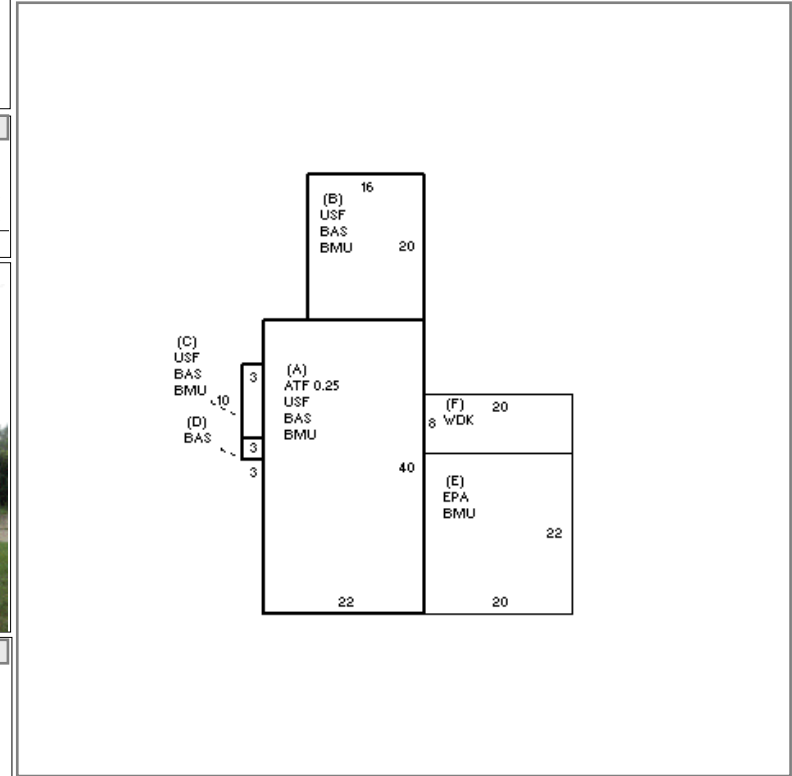 16
(B)
USF
BAS
BMU
20
(C)
USF
BAS
BMU
10
3
(D)
BAS
3
3
(A)
ATF 0.25
USF
BAS
BMU
40
22
(F) 20
8 WDK
(E)
EPA
BMU
22
20